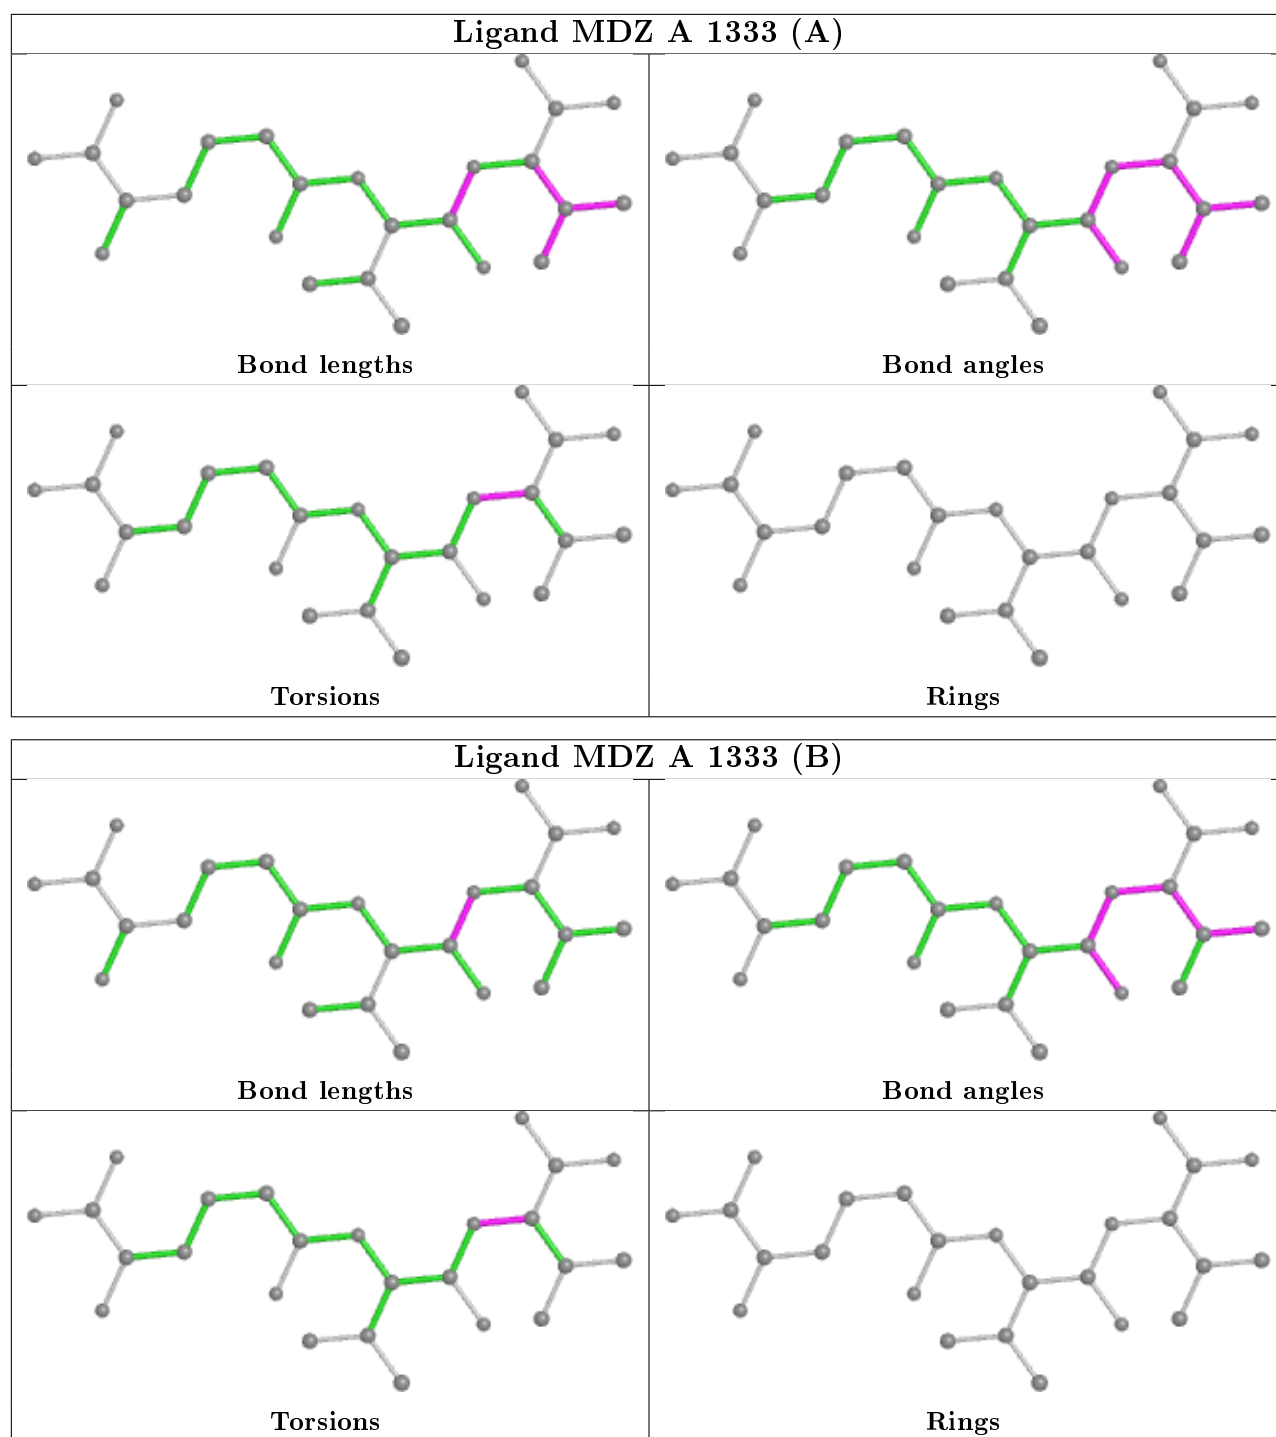 Ligand MDZ A 1333 (A)
Bond lengths
Bond angles
Torsions
Rings
Ligand MDZ A 1333 (B)
Bond lengths
Bond angles
Torsions
Rings